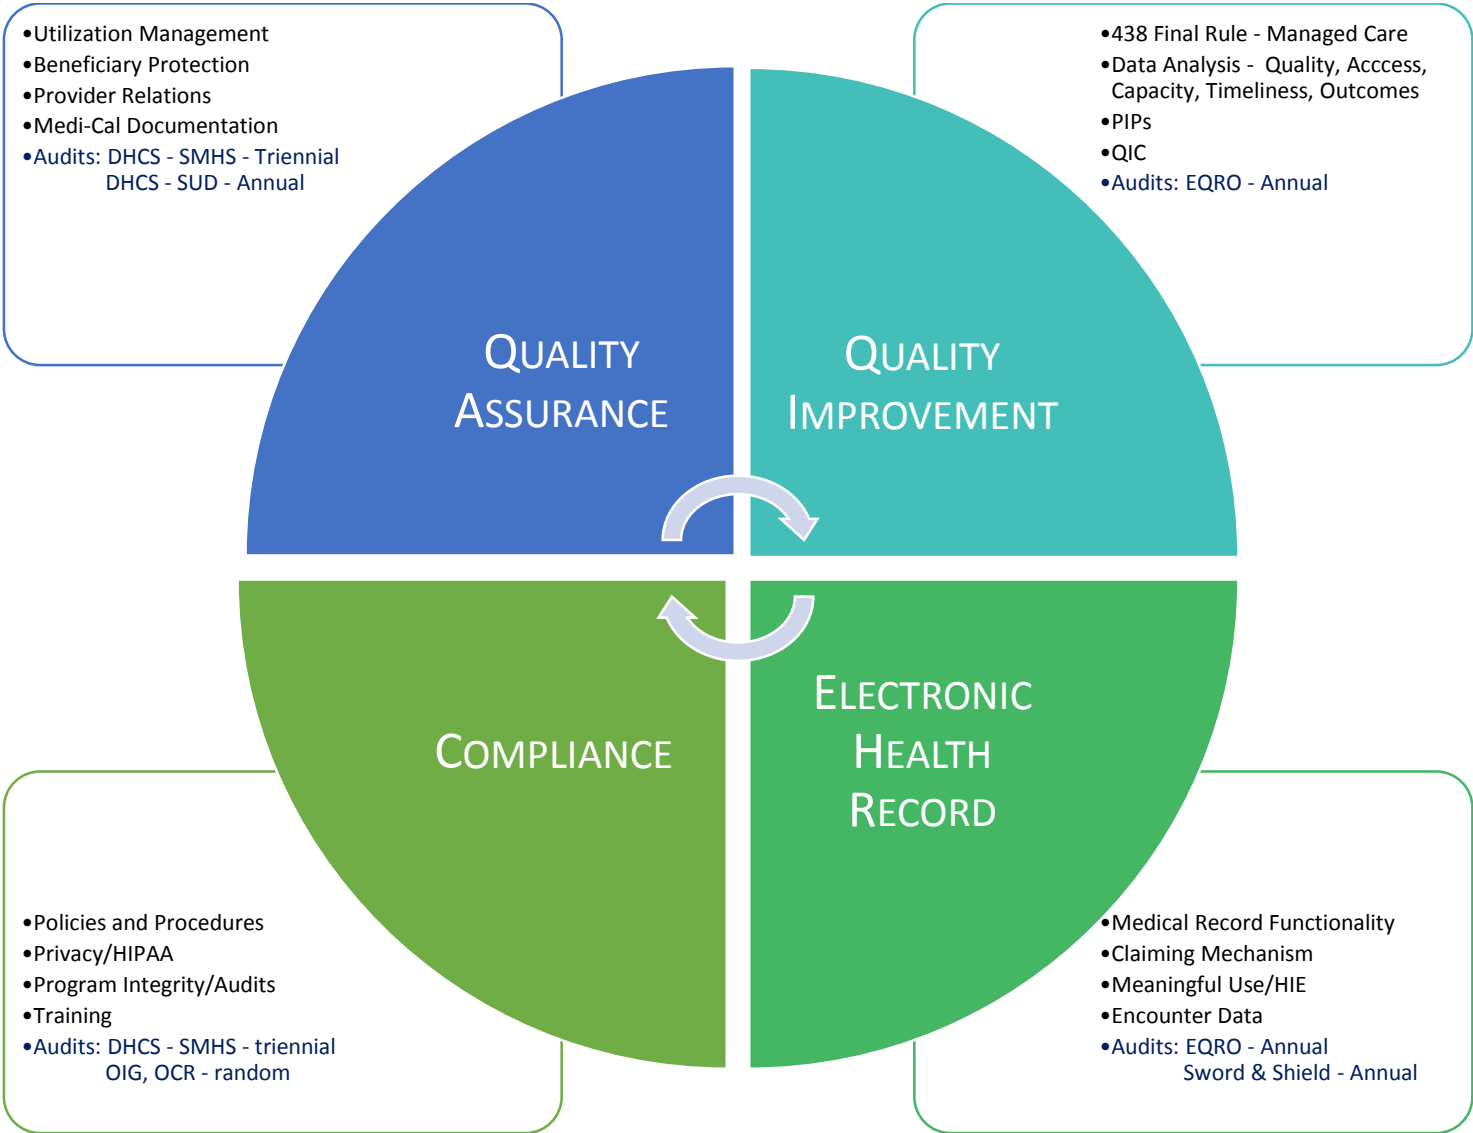 •Utilization Management
•Beneficiary Protection
•Provider Relations
•Medi-Cal Documentation
•Audits: DHCS - SMHS - Triennial
DHCS - SUD - Annual
•438 Final Rule - Managed Care
•Data Analysis - Quality, Acccess,
Capacity, Timeliness, Outcomes
•PIPs
•QIC
•Audits: EQRO - Annual
QUALITY
ASSURANCE
QUALITY
IMPROVEMENT
COMPLIANCE
ELECTRONIC
HEALTH
RECORD
•Policies and Procedures
•Privacy/HIPAA
•Program Integrity/Audits
•Training
•Audits: DHCS - SMHS - triennial
OIG, OCR - random
•Medical Record Functionality
•Claiming Mechanism
•Meaningful Use/HIE
•Encounter Data
•Audits: EQRO - Annual
Sword & Shield - Annual